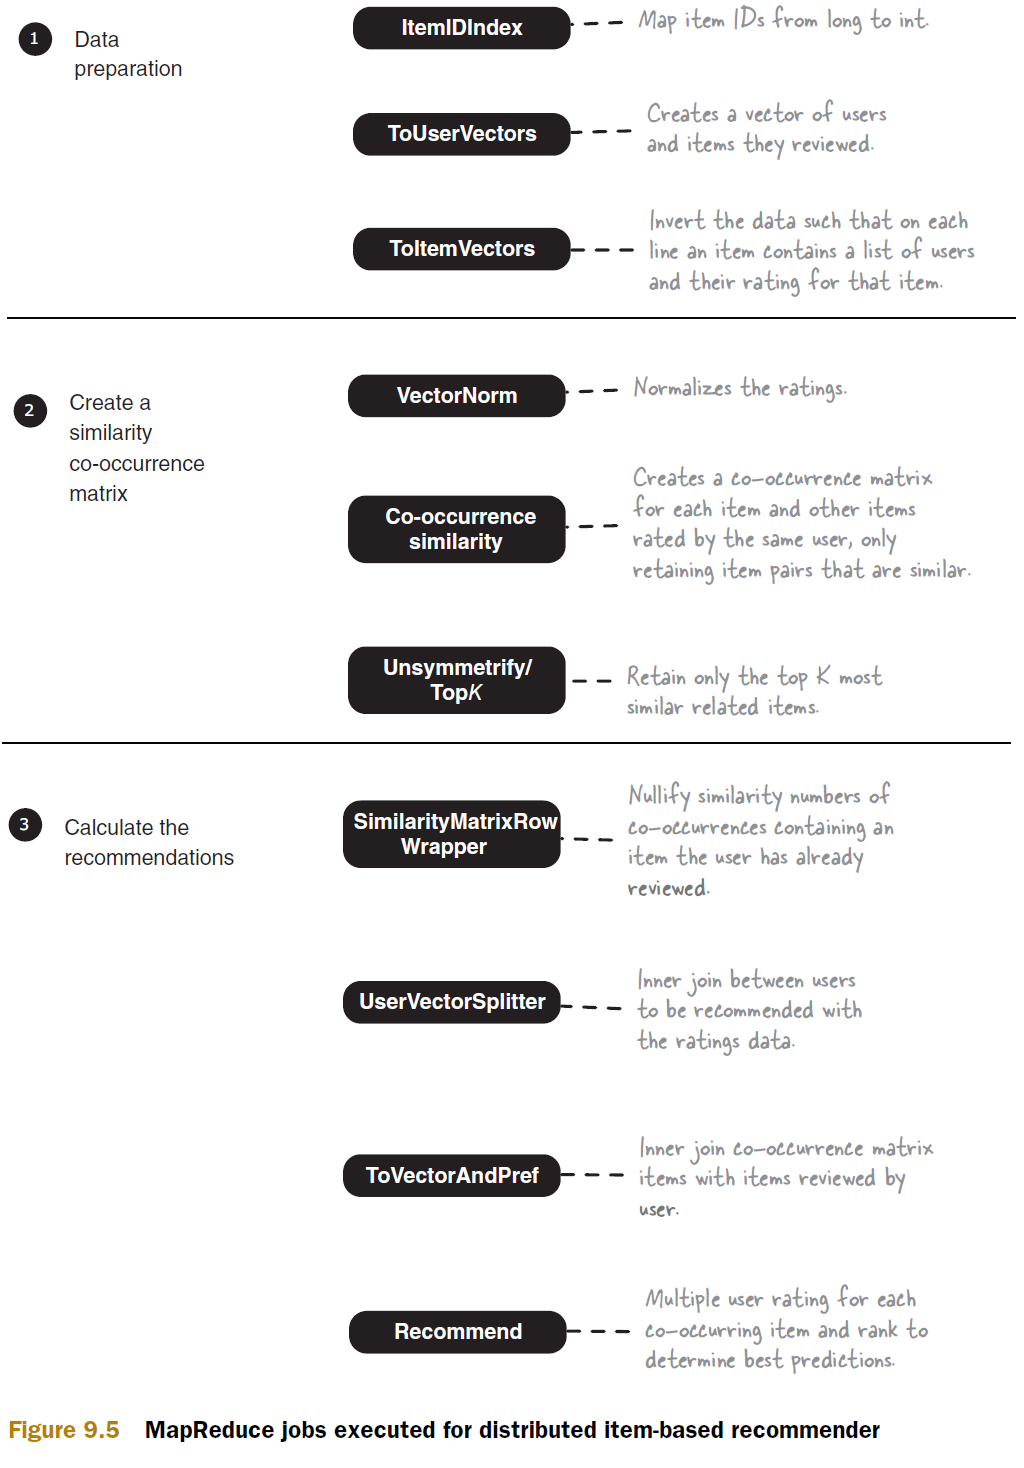 1
Data
preparation
ItemIDIndex
Map item IDs from long to int.
ToUserVectors
Creates a vector of users
and items they reviewed.
ToItemVectors
Invert the data such that on each
line an item contains a list of users
and their rating for that item.
2
Create a
similarity
co-occurrence
matrix
VectorNorm
Normalizes the ratings.
Co-occurrence
similarity
Creates a co-occurrence matrix
for each item and other items
rated by the same user, only
retaining item pairs that are similar.
Unsymmetrify/
TopK
Retain only the top K most
similar related items.
3
Calculate the
recommendations
SimilarityMatrixRow
Wrapper
Nullify similarity numbers of
co-occurrences containing an
item the user has already
reviewed.
UserVectorSplitter
Inner join between users
to be recommended with
the ratings data.
ToVectorAndPref
Inner join co-occurrence matrix
items with items reviewed by
user.
Recommend
Multiple user rating for each
co-occurring item and rank to
determine best predictions.
Figure 9.5 MapReduce jobs executed for distributed item-based recommender